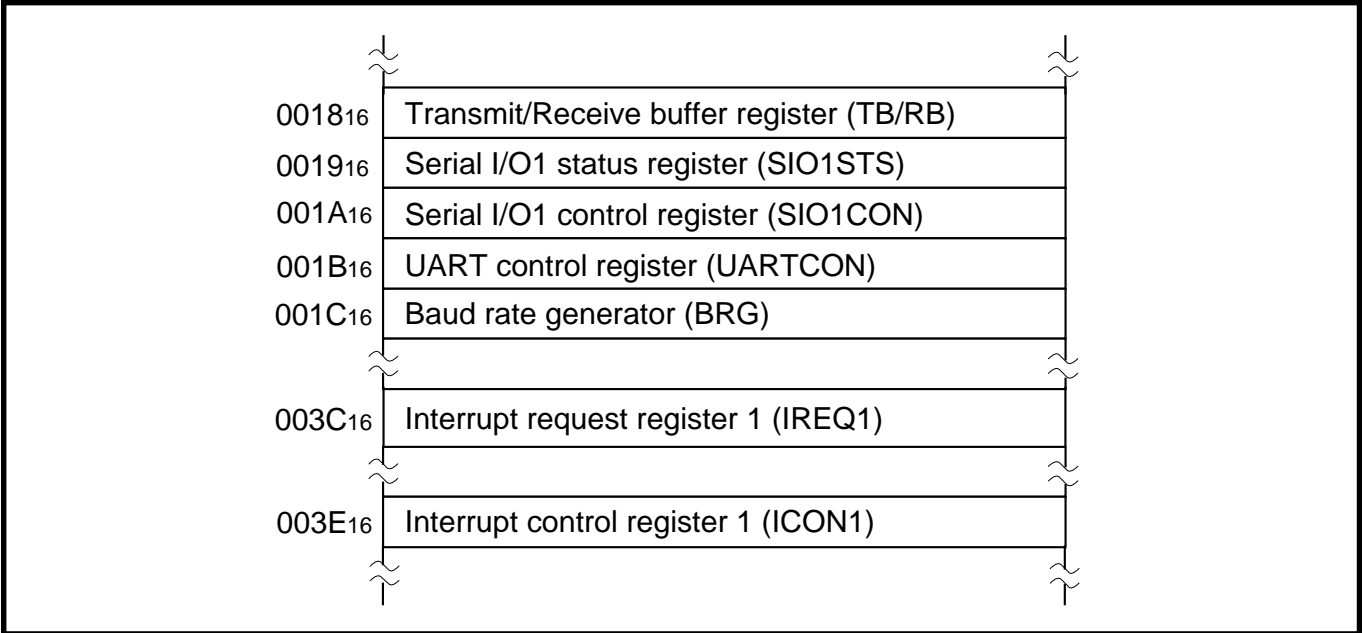 0018₁₆ Transmit/Receive buffer register (TB/RB)
0019₁₆ Serial I/O1 status register (SIO1STS)
001A₁₆ Serial I/O1 control register (SIO1CON)
001B₁₆ UART control register (UARTCON)
001C₁₆ Baud rate generator (BRG)
003C₁₆ Interrupt request register 1 (IREQ1)
003E₁₆ Interrupt control register 1 (ICON1)